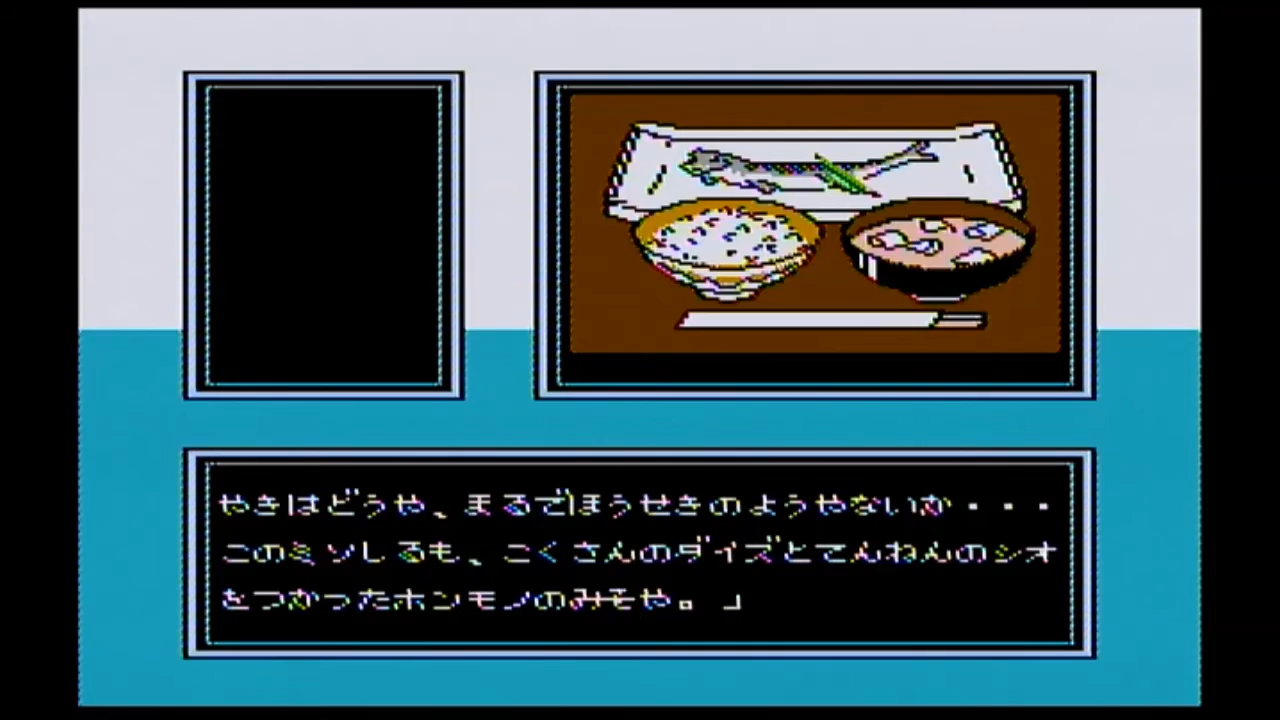 やきはどうや、まるでほうせきのようやないか・・・
このミソしるも、こくさんのダイズとてんねんのシオ
をつかったホンモノのみそや。」